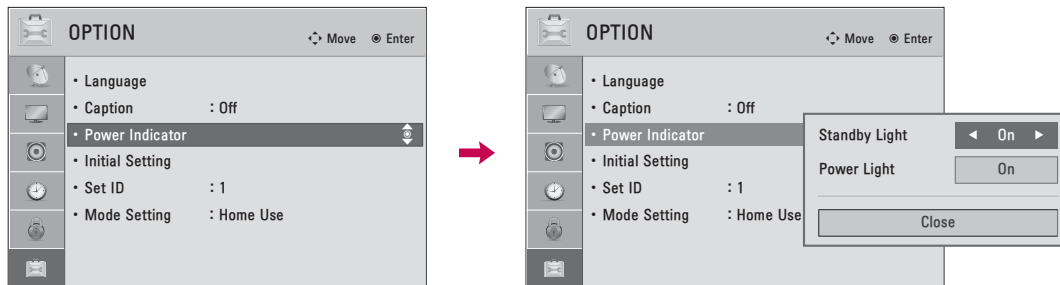 OPTION
Move
Enter
• Language
• Caption : Off
• Power Indicator
• Initial Setting
• Set ID : 1
• Mode Setting : Home Use
OPTION
Move
Enter
• Language
• Caption : Off
• Power Indicator
• Initial Setting
• Set ID : 1
• Mode Setting : Home Use
Standby Light ◄ On ►
Power Light On
Close